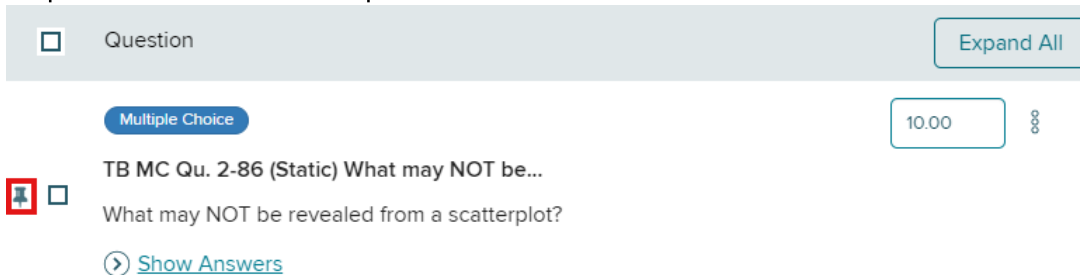 Question
Expand All
Multiple Choice
10.00
TB MC Qu. 2-86 (Static) What may NOT be...
What may NOT be revealed from a scatterplot?
Show Answers